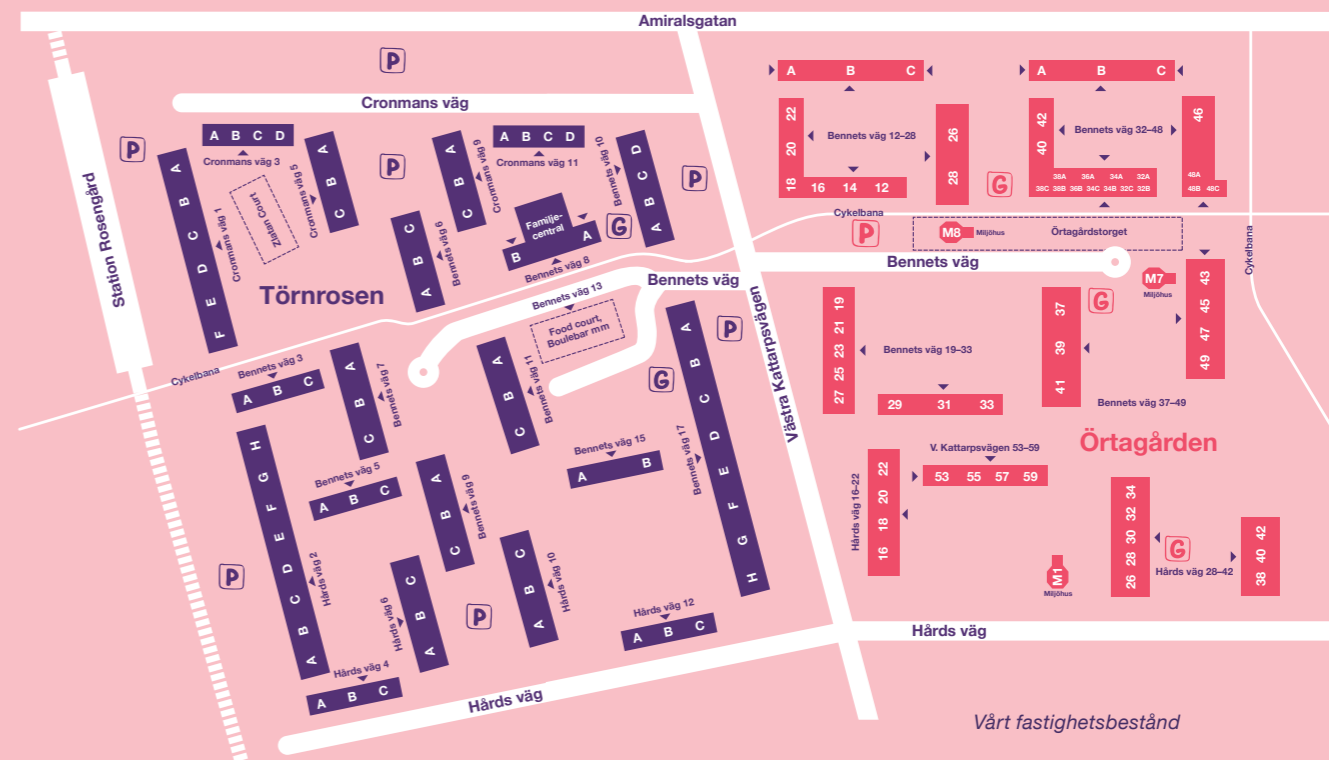 Amiralsgatan
P
Cronmans väg
Station Rosengård
P
A B C D
Cronmans väg 3
F E D C B A
Cronmans väg 1
Zlatan Court
Cronmans väg 5
C B A
P
C B A
Cronmans väg 9
A B C D
Cronmans väg 11
Bennets väg 10
A B C D
P
A B C
Bennets väg 6
Familje-
central
B A
Bennets väg 8
G
Törnrosen
Bennets väg
Bennets väg 13
Food court,
Boulebar mm
Cykelbana
Bennets väg 3
A B C
C B A
Bennets väg 7
C B A
Bennets väg 11
P
G
H G F E D C B A
Bennets väg 17
Västra Kattarpsvägen
Bennets väg 5
A B C
Bennets väg 15
A B
C B A
Bennets väg 9
A B C D E F G H
Hårds väg 2
P
A B C
Hårds väg 6
P
A B C
Hårds väg 10
Hårds väg 12
A B C
Hårds väg 4
A B C
Hårds väg
A B C
22
20
18 16 14 12
Bennets väg 12–28
26
28
A B C
42
40
Bennets väg 32–48
46
38A 36A 34A 32A
38C 38B 36B 34C 34B 32C 32B
48A
48B 48C
G
Cykelbana
P
M8 Miljöhus
Örtagårdstorget
Bennets väg
Cykelbana
M7
Miljöhus
43
45
47
49
19
21
23
25
27
Bennets väg 19–33
29 31 33
37
39
41
G
Bennets väg 37–49
Örtagården
V. Kattarpsvägen 53–59
53 55 57 59
Hårds väg 16–22
22
20
18
16
34
32
30
28
26
G
Hårds väg 28–42
42
40
38
M1
Miljöhus
Hårds väg
Vårt fastighetsbestånd